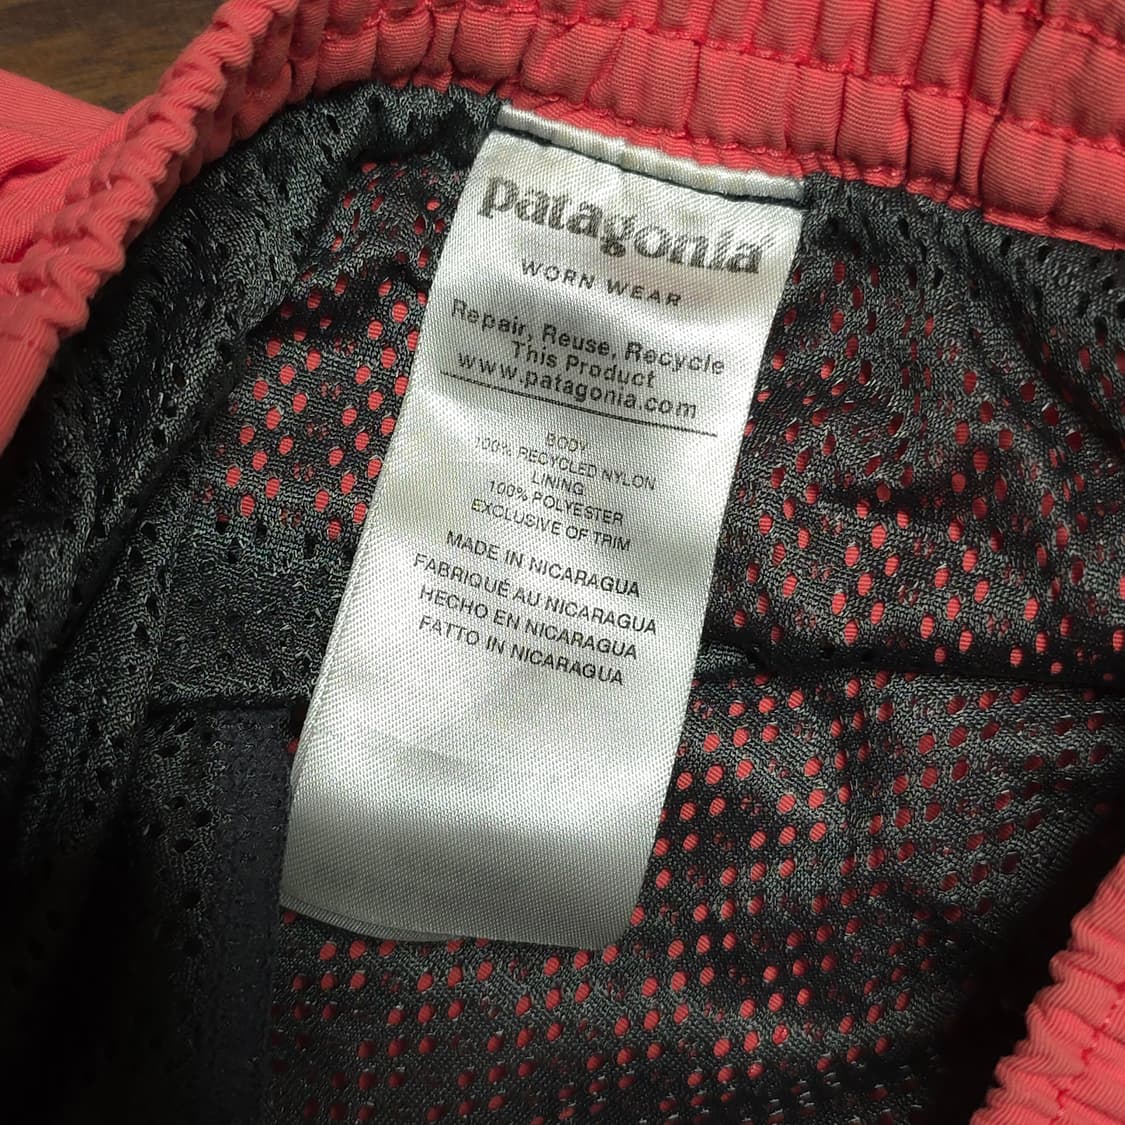 patagonia
WORN WEAR
Repair, Reuse, Recycle
This Product
www.patagonia.com
BODY
100% RECYCLED NYLON
LINING
100% POLYESTER
EXCLUSIVE OF TRIM
MADE IN NICARAGUA
FABRIQUÉ AU NICARAGUA
HECHO EN NICARAGUA
FATTO IN NICARAGUA